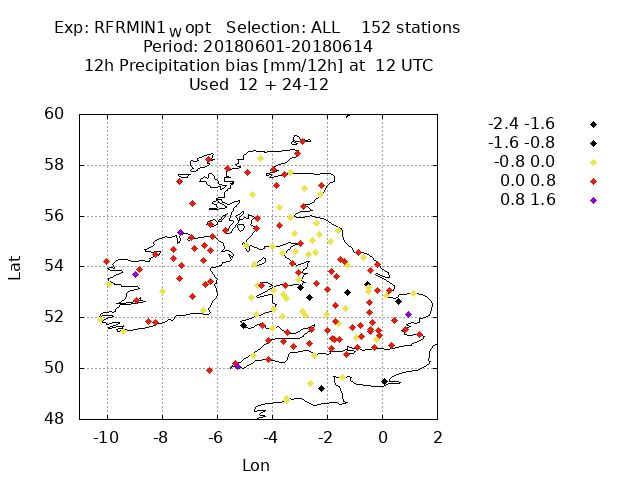 Exp: RFRMIN1_W opt   Selection: ALL    152 stations
Period: 20180601-20180614
12h Precipitation bias [mm/12h] at  12 UTC
Used  12 + 24-12
-2.4 -1.6
-1.6 -0.8
-0.8 0.0
0.0 0.8
0.8 1.6
60
58
56
54
52
50
48
Lat
-10 -8 -6 -4 -2 0 2
Lon